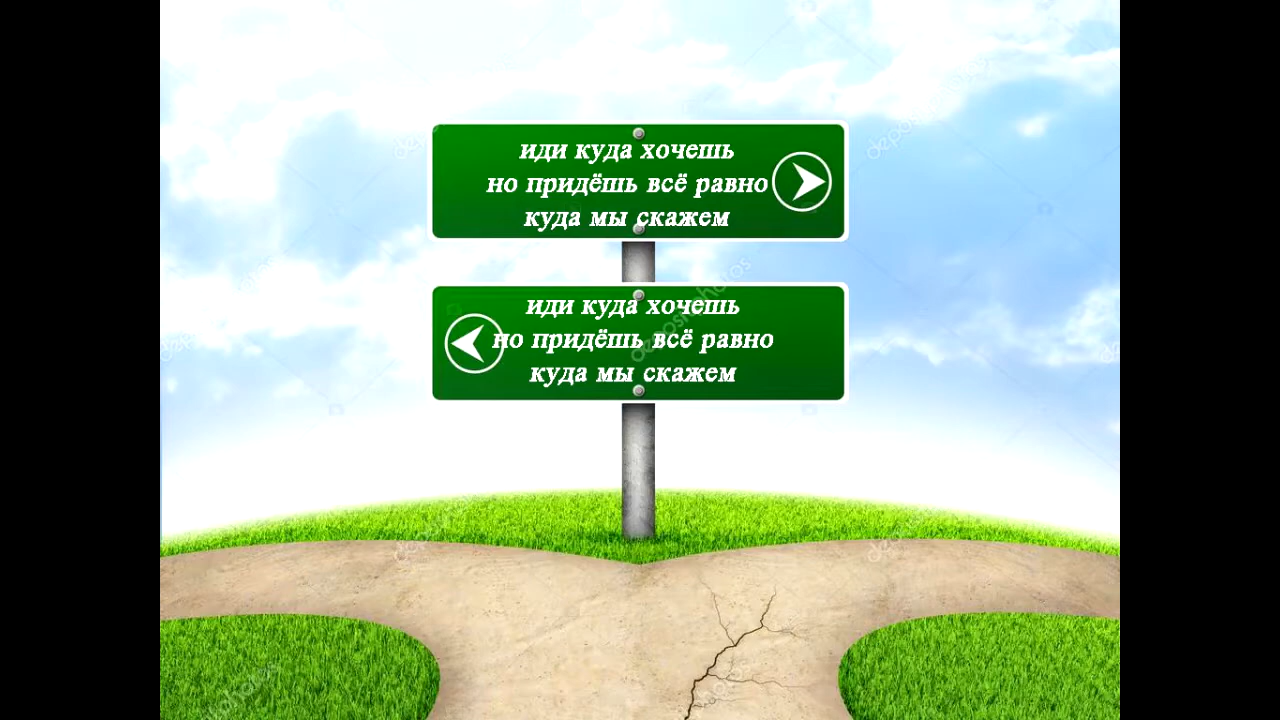 иди куда хочешь
но придёшь всё равно
куда мы скажем
иди куда хочешь
но придёшь всё равно
куда мы скажем
depositphotos